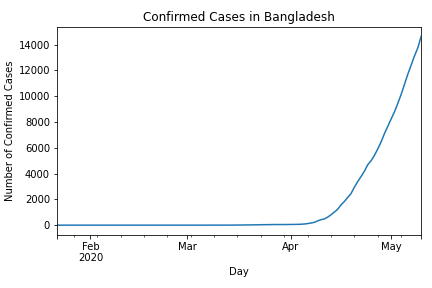 Confirmed Cases in Bangladesh
Number of Confirmed Cases
14000
12000
10000
8000
6000
4000
2000
0
Feb
2020
Mar
Apr
May
Day